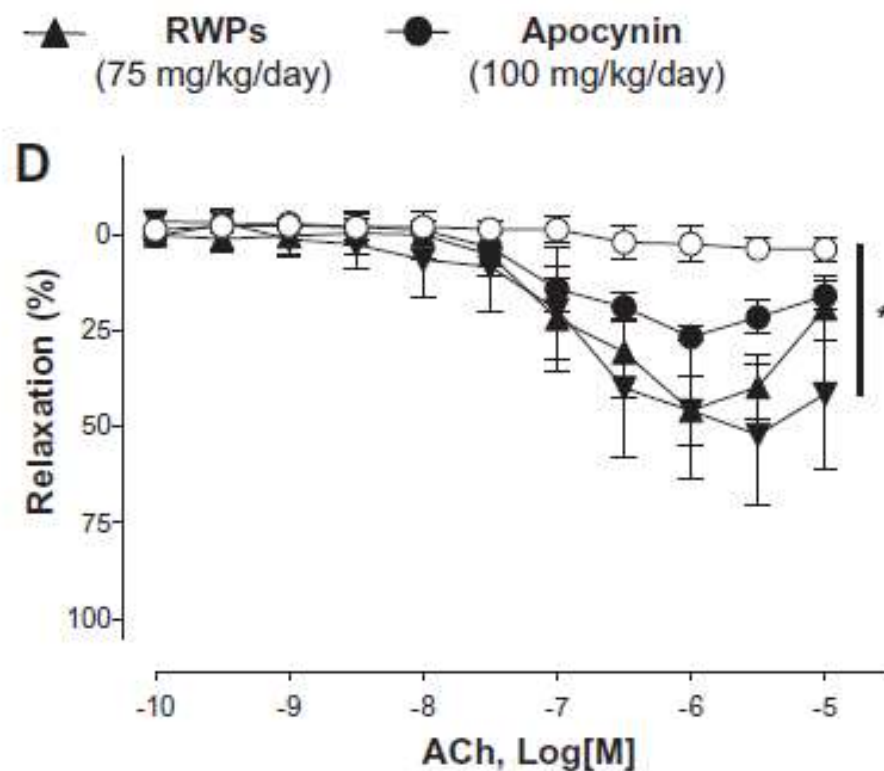 RWPs Apocynin
(75 mg/kg/day) (100 mg/kg/day)
D
0
25
50
75
100
Relaxation (%)
*
-10 -9 -8 -7 -6 -5
ACh, Log[M]